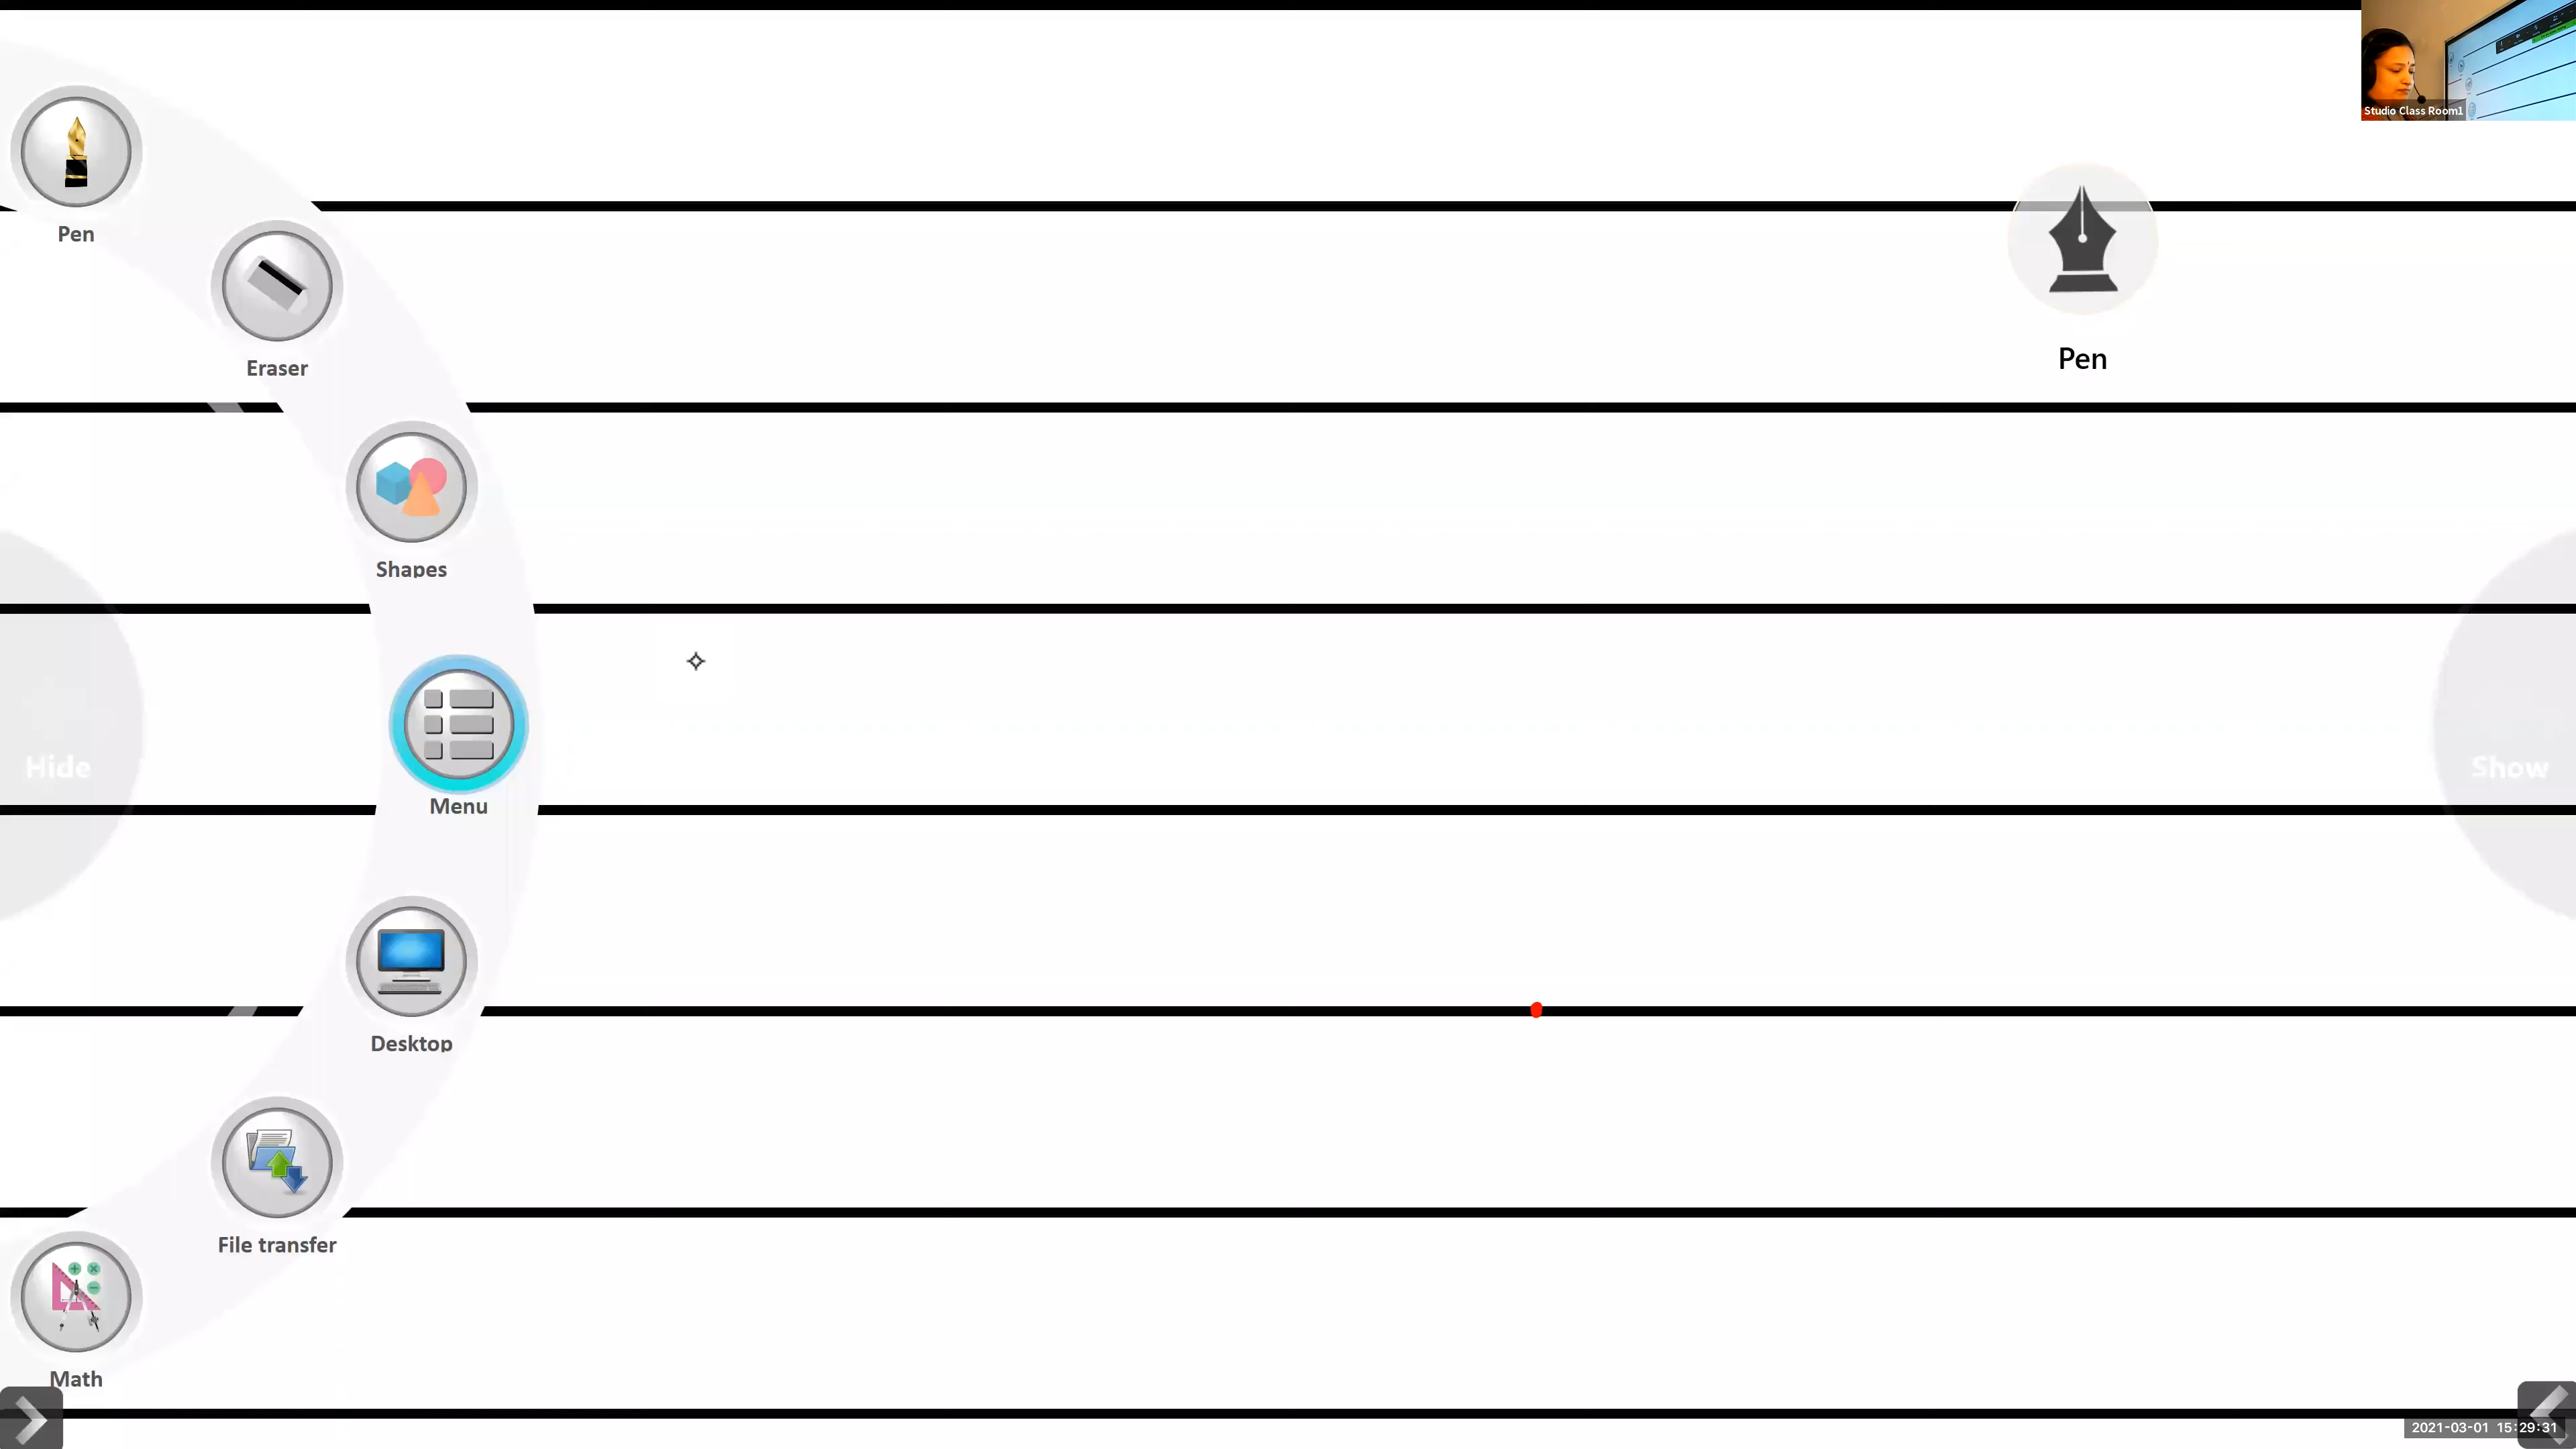 Studio Class Room1
Pen
Pen
Eraser
Shapes
Hide
Show
Menu
Desktop
File transfer
Math
2021-03-01 15:29:31